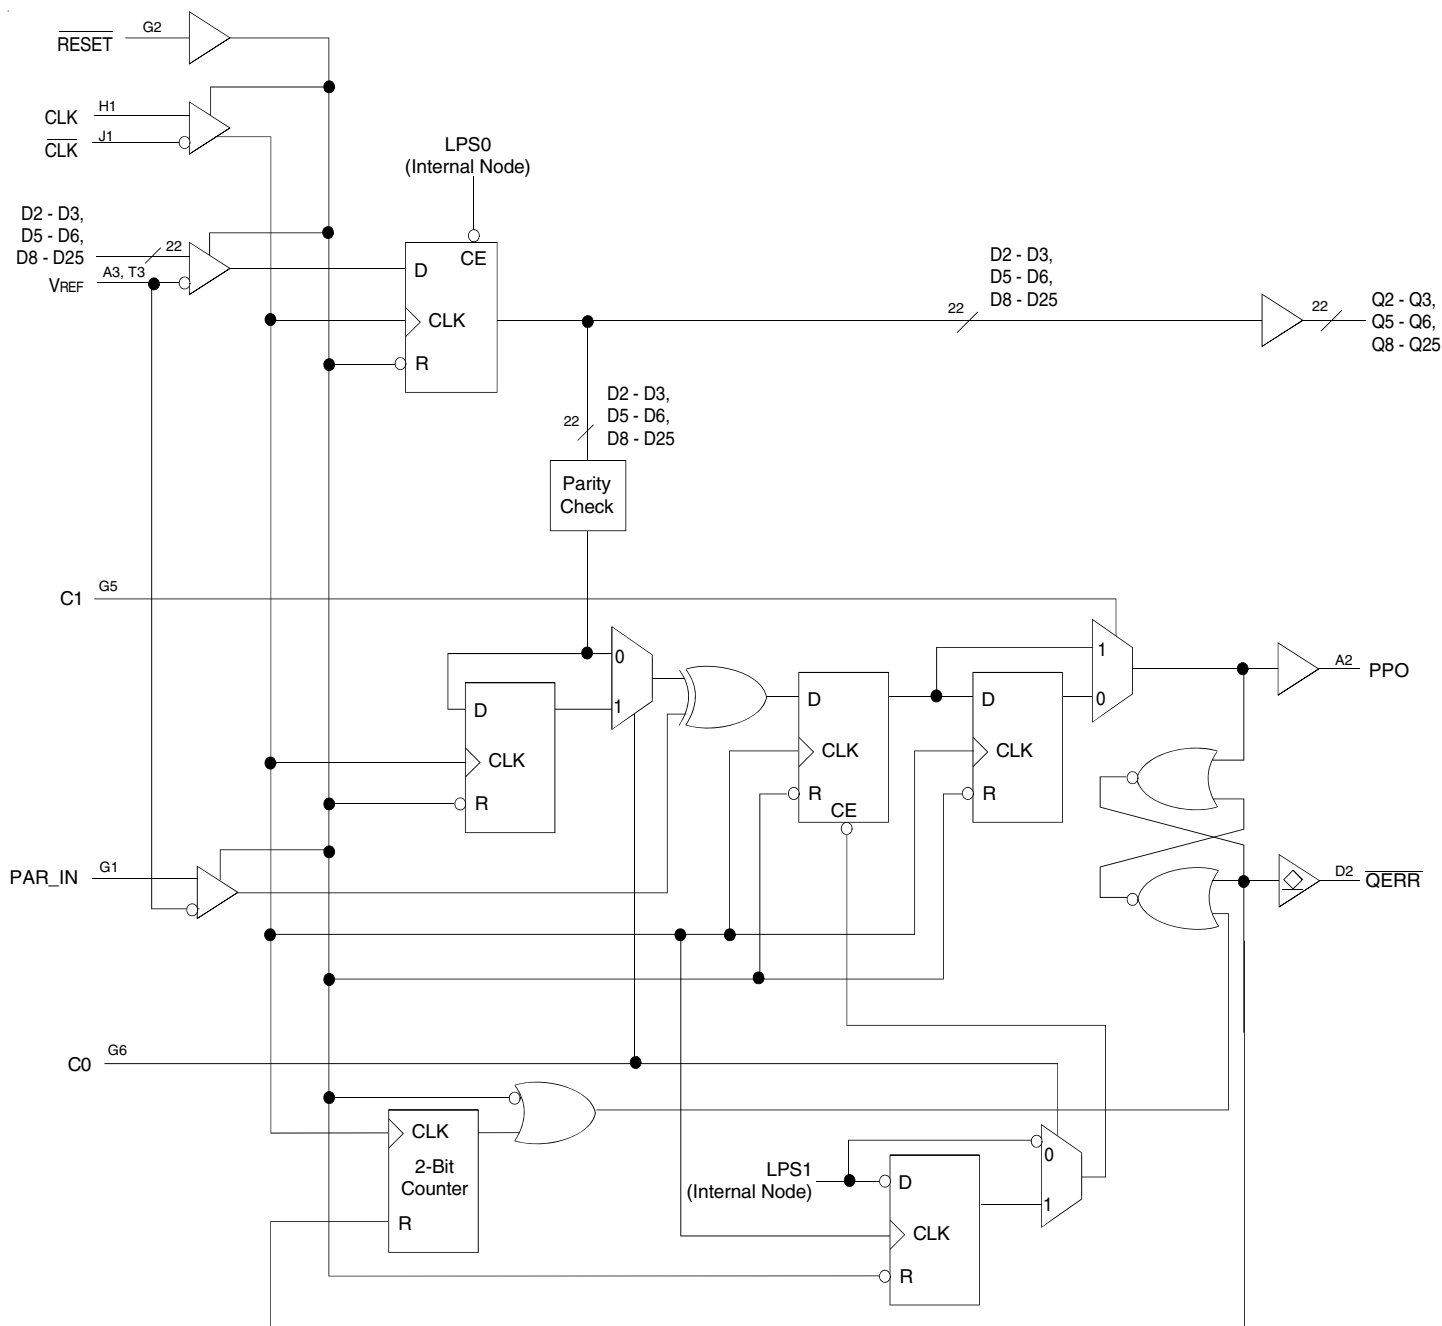 RESET G2
CLK H1
CLK J1
LPS0
(Internal Node)
D2 - D3,
D5 - D6,
D8 - D25
22
VREF A3, T3
CE
D
CLK
R
D2 - D3,
D5 - D6,
D8 - D25
22
22
Q2 - Q3,
Q5 - Q6,
Q8 - Q25
D2 - D3,
D5 - D6,
D8 - D25
22
Parity
Check
C1 G5
0
1
D
CLK
R
D
CLK
R
CE
D
CLK
R
1
0
A2 PPO
PAR_IN G1
D2 QERR
C0 G6
CLK
2-Bit
Counter
R
LPS1
(Internal Node)
D
CLK
R
0
1